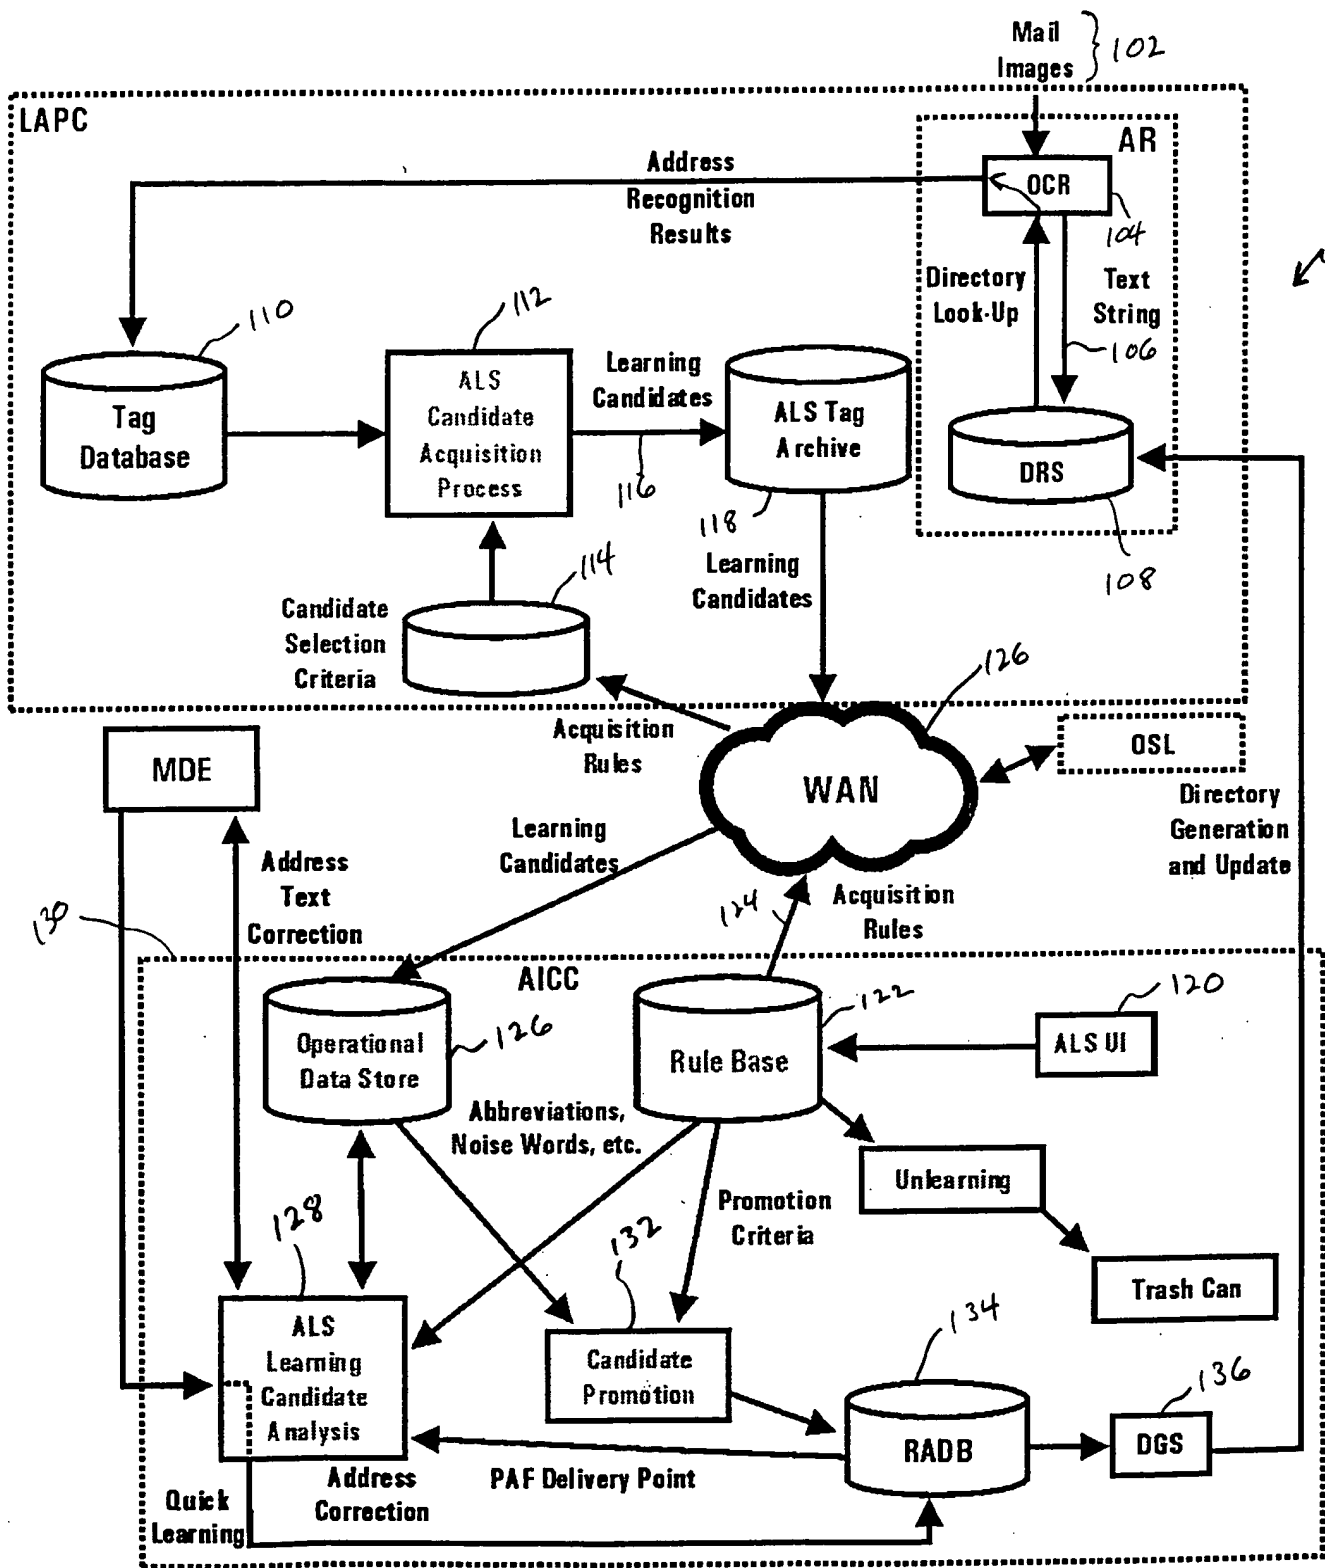 Mail
Images
102
LAPC
AR
Address
Recognition
Results
OCR
104
Directory
Look-Up
Text
String
106
110
112
Tag
Database
ALS
Candidate
Acquisition
Process
Learning
Candidates
116
ALS Tag
Archive
118
DRS
108
114
Candidate
Selection
Criteria
Learning
Candidates
126
Acquisition
Rules
WAN
OSL
MDE
Directory
Generation
and Update
Learning
Candidates
Address
Text
Correction
130
124
Acquisition
Rules
AICC
Operational
Data Store
126
Rule Base
122
120
ALS UI
Abbreviations,
Noise Words, etc.
Unlearning
Promotion
Criteria
128
132
Trash Can
ALS
Learning
Candidate
Analysis
Candidate
Promotion
134
136
RADB
DGS
PAF Delivery Point
Address
Correction
Quick
Learning